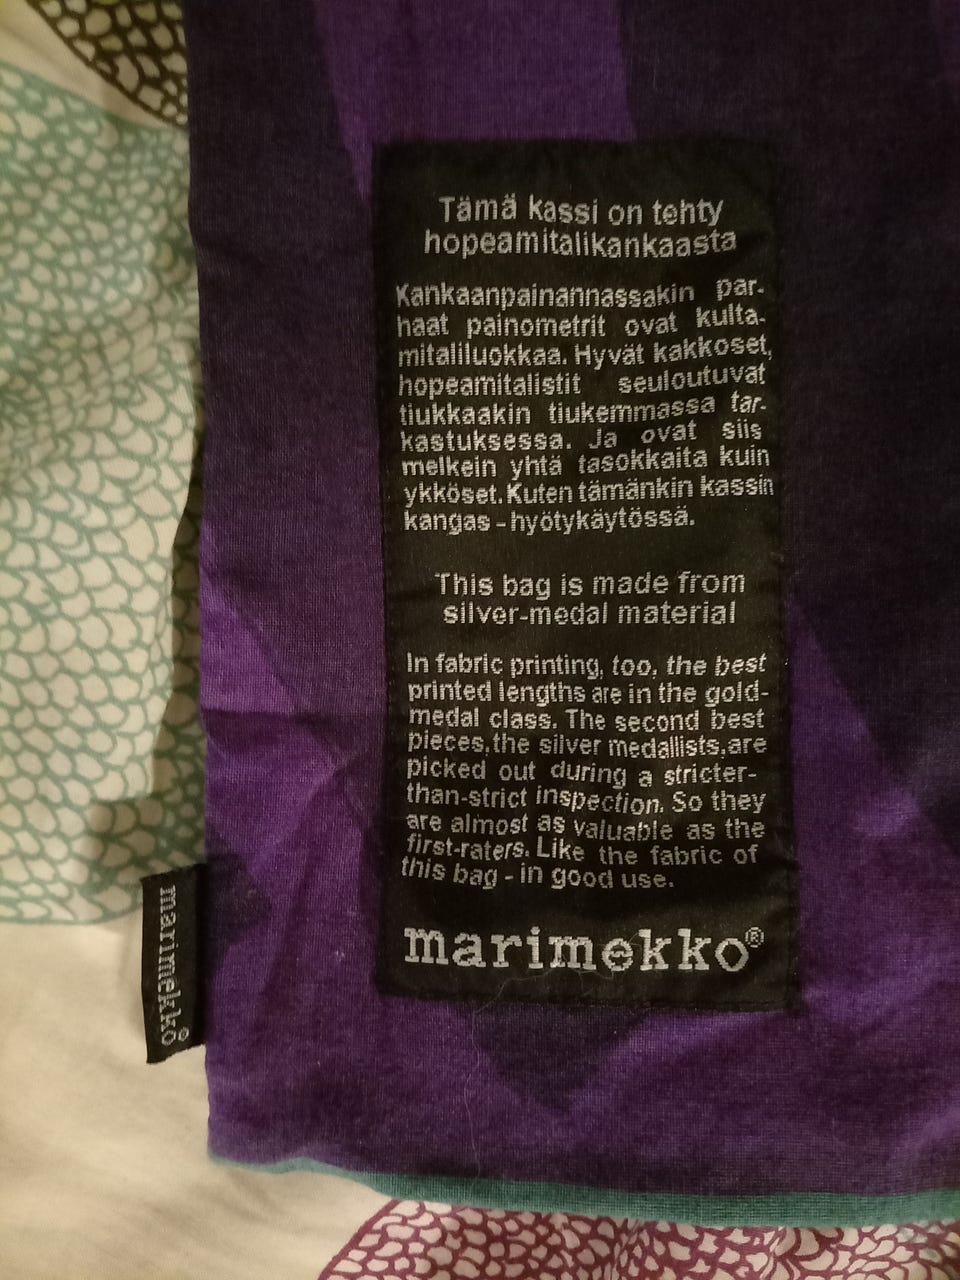 Tämä kassi on tehty
hopeamitalikankaasta
Kankaanpainannassakin par-
haat painometrit ovat kulta-
mitaliluokkaa. Hyvät kakkoset,
hopeamitalistit seuloutuvat
tiukkaakin tiukemmassa tar-
kastuksessa. Ja ovat siis
melkein yhtä tasokkaita kuin
ykköset. Kuten tämänkin kassin
kangas - hyötykäytössä.
This bag is made from
silver-medal material
In fabric printing, too, the best
printed lengths are in the gold-
medal class. The second best
pieces, the silver medallists, are
picked out during a stricter-
than-strict inspection. So they
are almost as valuable as the
first-raters. Like the fabric of
this bag - in good use.
marimekko®
marimekko®